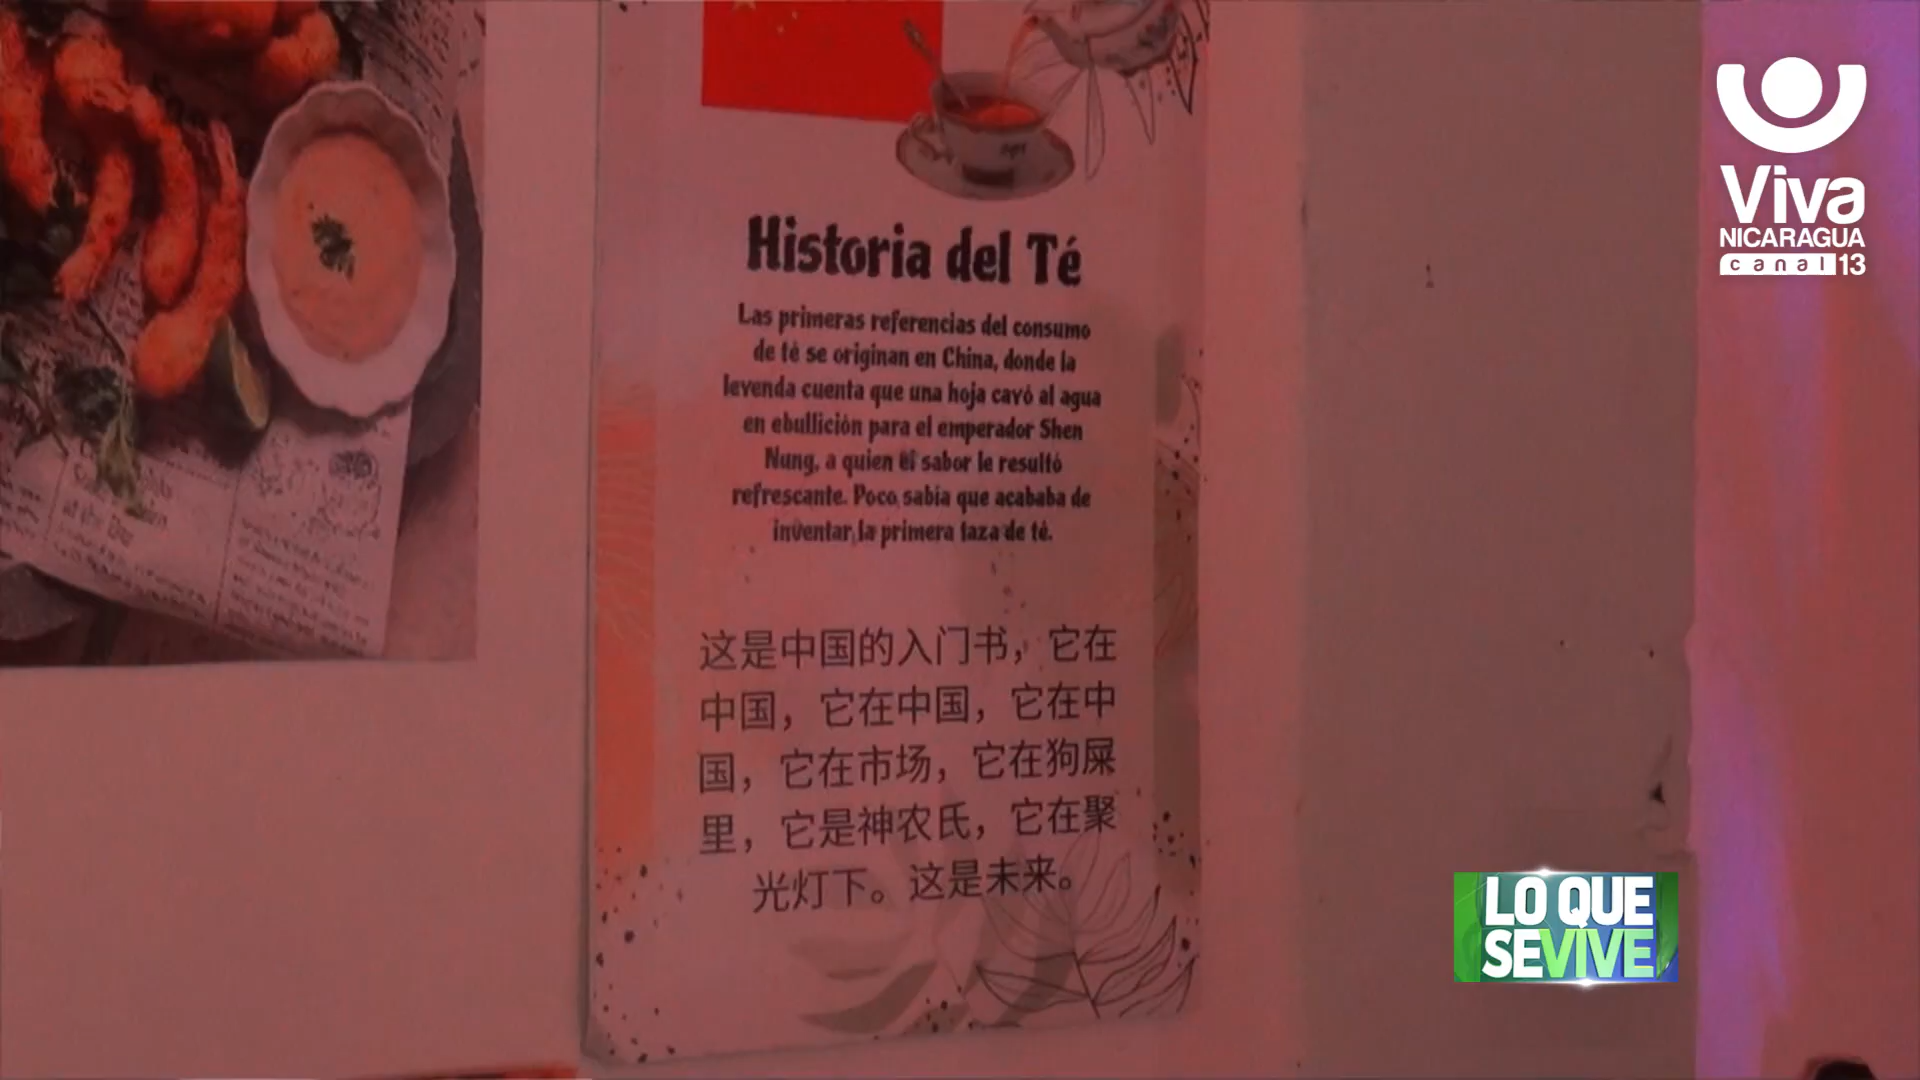 Historia del Té
Las primeras referencias del consumo
de té se originan en China, donde la
leyenda cuenta que una hoja cayó al agua
en ebullición para el emperador Shen
Nung, a quien el sabor le resultó
refrescante. Poco sabía que acababa de
inventar la primera taza de té.
这是中国的入门书，它在
中国，它在中国，它在中
国，它在市场，它在狗屎
里，它是神农氏，它在聚
光灯下。这是未来。
Viva
NICARAGUA
canal 13
LO QUE
SEVIVE